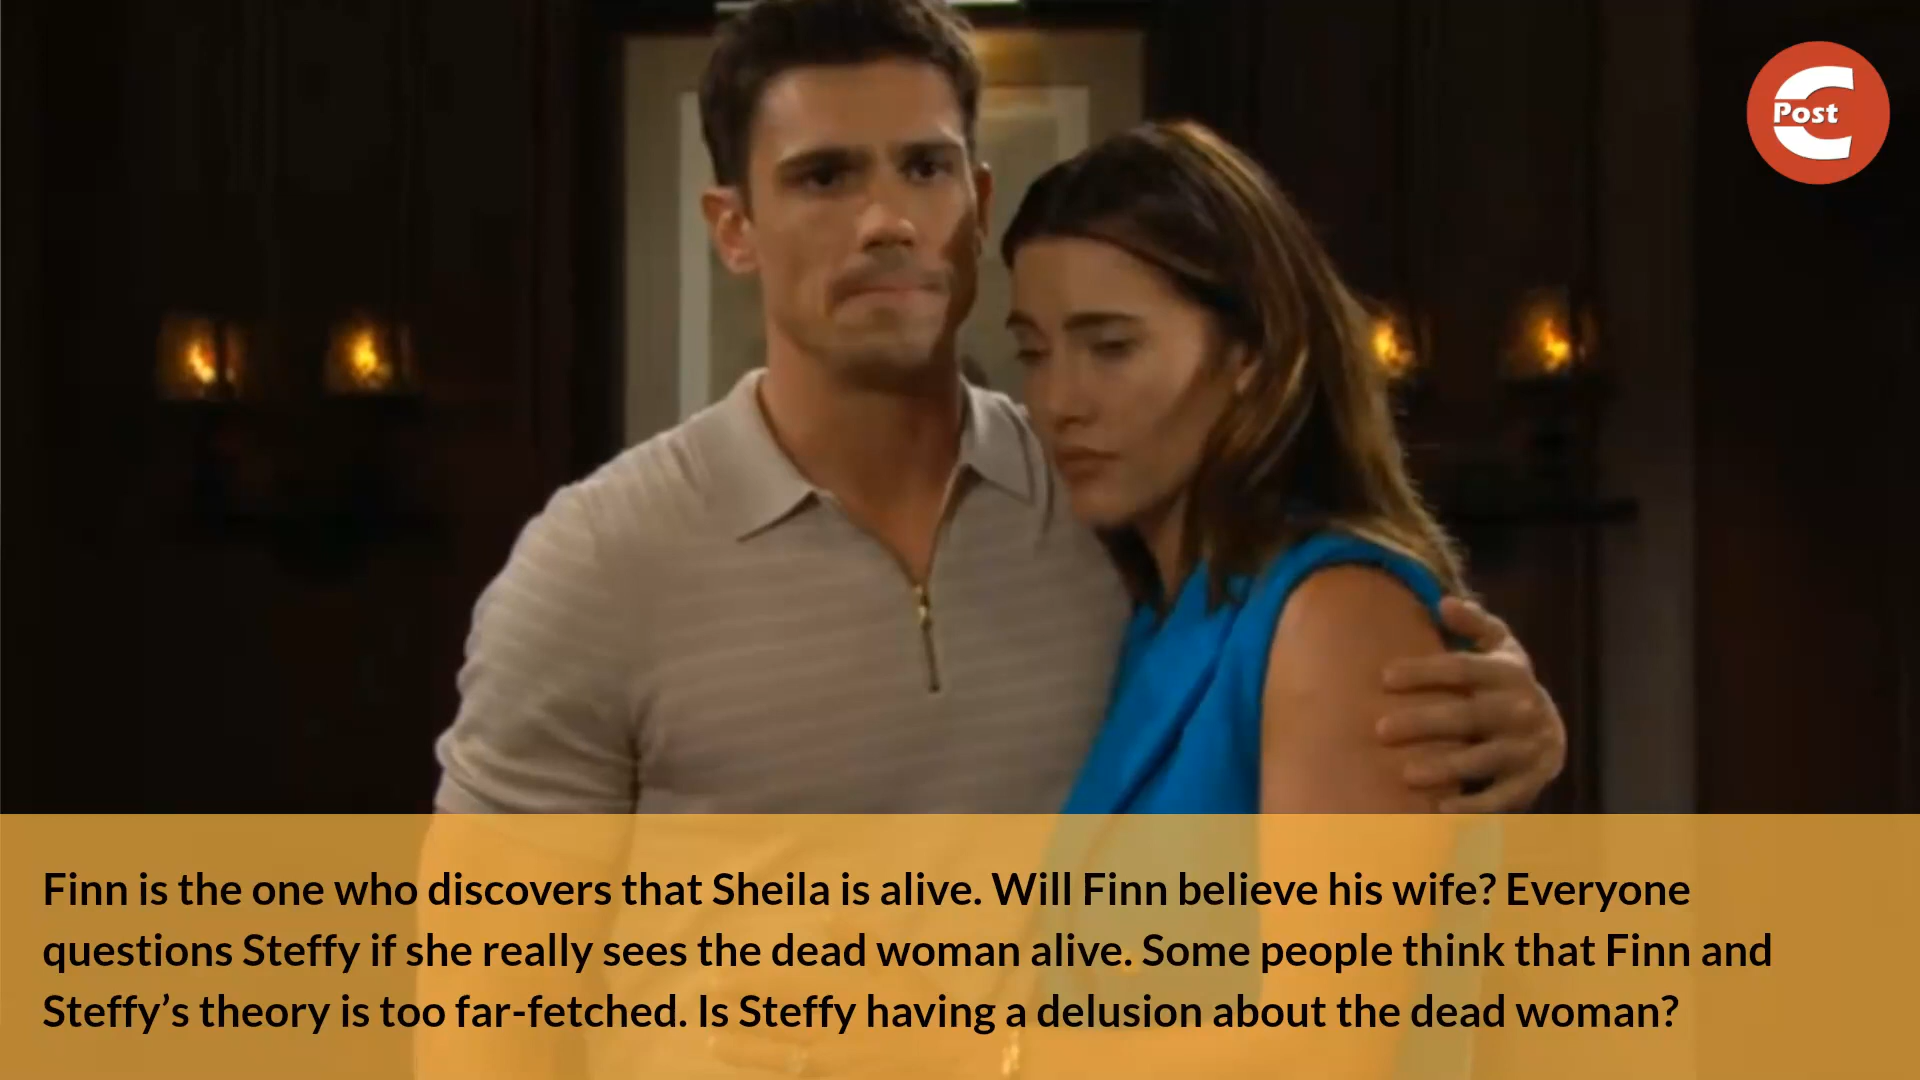 Post
Finn is the one who discovers that Sheila is alive. Will Finn believe his wife? Everyone
questions Steffy if she really sees the dead woman alive. Some people think that Finn and
Steffy’s theory is too far-fetched. Is Steffy having a delusion about the dead woman?